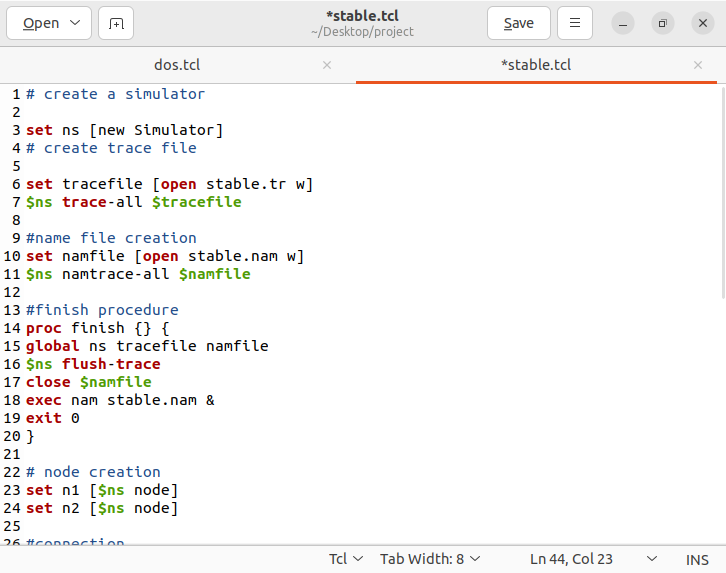 Open
*stable.tcl
~/Desktop/project
Save
dos.tcl
*stable.tcl
1 # create a simulator
2
3 set ns [new Simulator]
4 # create trace file
5
6 set tracefile [open stable.tr w]
7 $ns trace-all $tracefile
8
9 #name file creation
10 set namfile [open stable.nam w]
11 $ns namtrace-all $namfile
12
13 #finish procedure
14 proc finish {} {
15 global ns tracefile namfile
16 $ns flush-trace
17 close $namfile
18 exec nam stable.nam &
19 exit 0
20 }
21
22 # node creation
23 set n1 [$ns node]
24 set n2 [$ns node]
25
26 #connection
Tcl Tab Width: 8 Ln 44, Col 23 INS